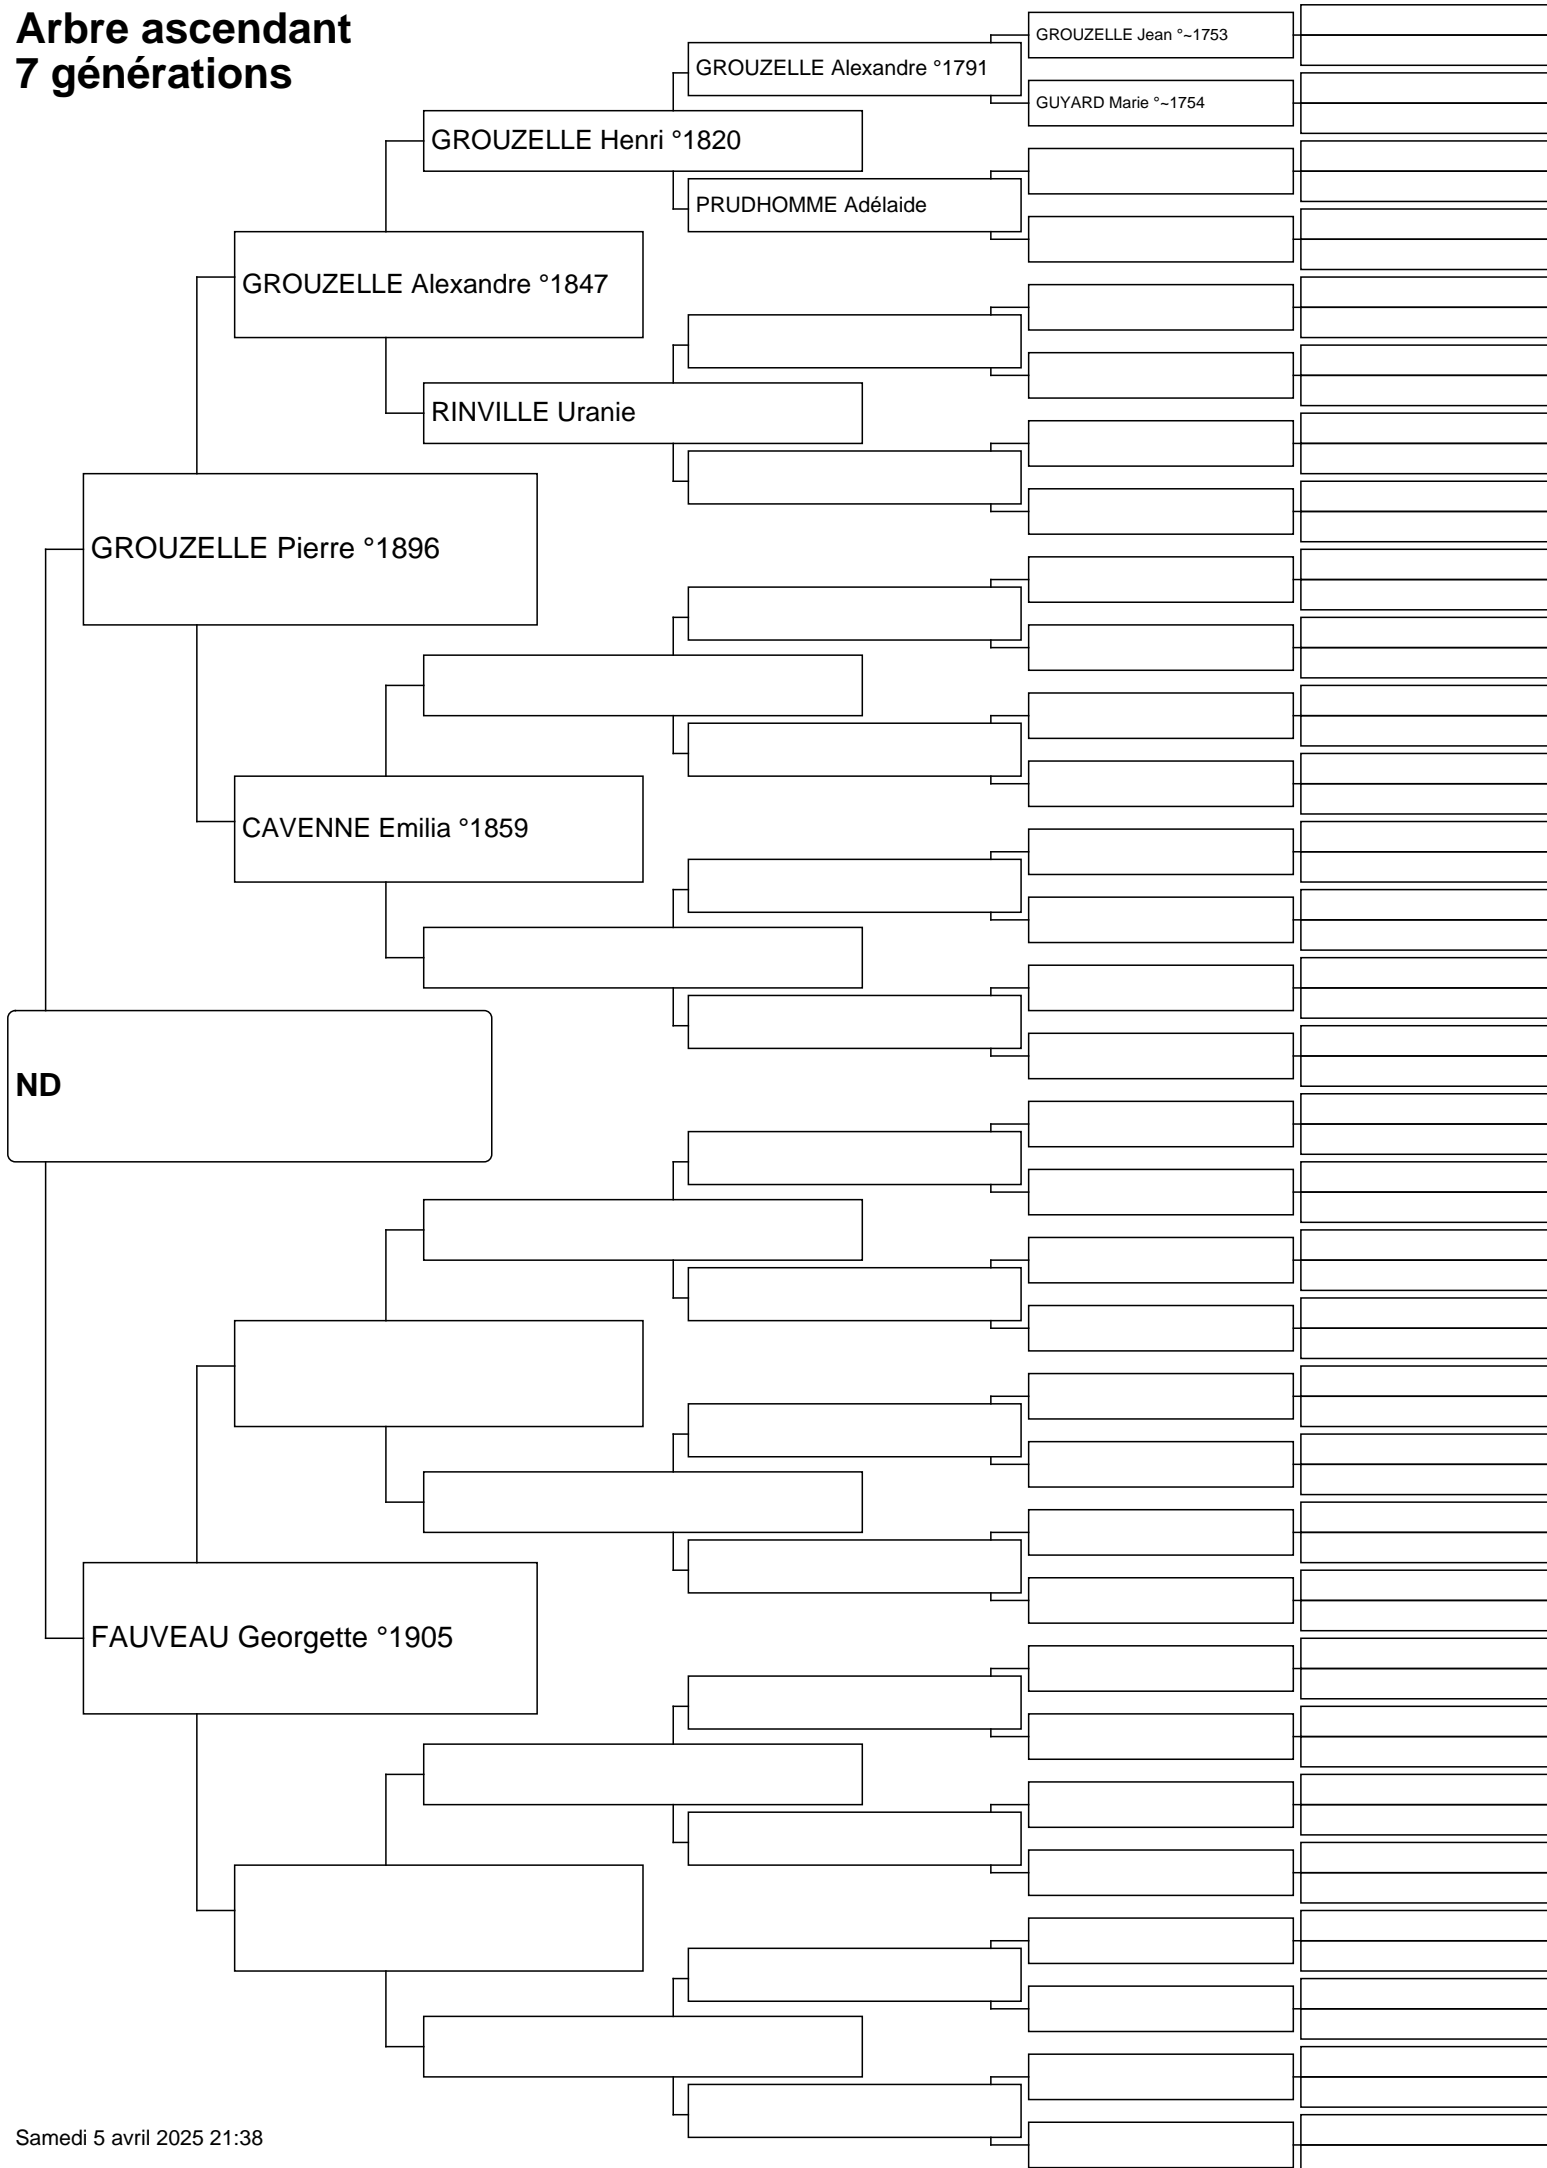 Arbre ascendant
7 générations
GROUZELLE Jean °~1753
GROUZELLE Alexandre °1791
GUYARD Marie °~1754
GROUZELLE Henri °1820
PRUDHOMME Adélaide
GROUZELLE Alexandre °1847
RINVILLE Uranie
GROUZELLE Pierre °1896
CAVENNE Emilia °1859
ND
FAUVEAU Georgette °1905
Samedi 5 avril 2025 21:38